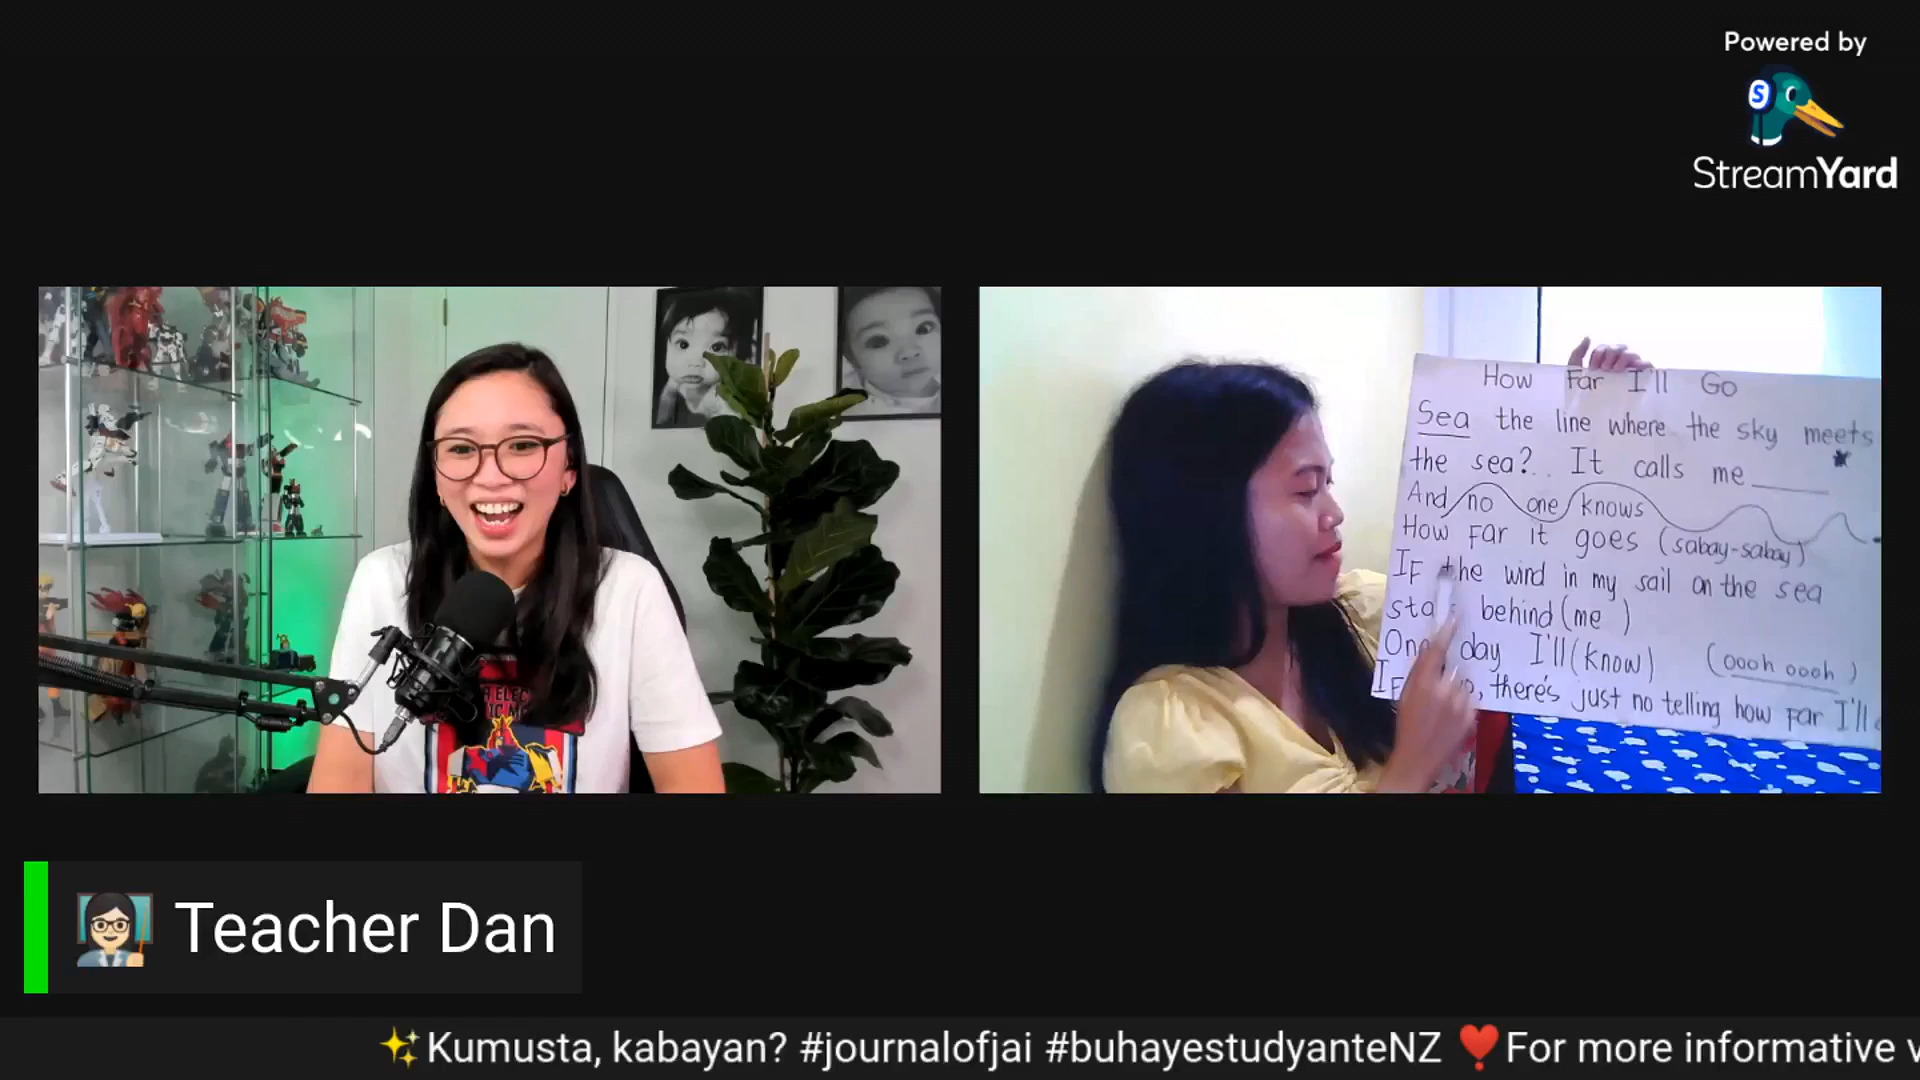 Powered by
S
StreamYard
How Far I'll Go
Sea the line where the sky meets
the sea? It calls me ____
And no one knows
How far it goes (sabay-sabay)
If the wind in my sail on the sea
behind (me )
day I'll (know) (oooh oooh )
there's just no telling how far I'll
Teacher Dan
✨Kumusta, kabayan? #journalofjai #buhayestudyanteNZ ❣️For more informative